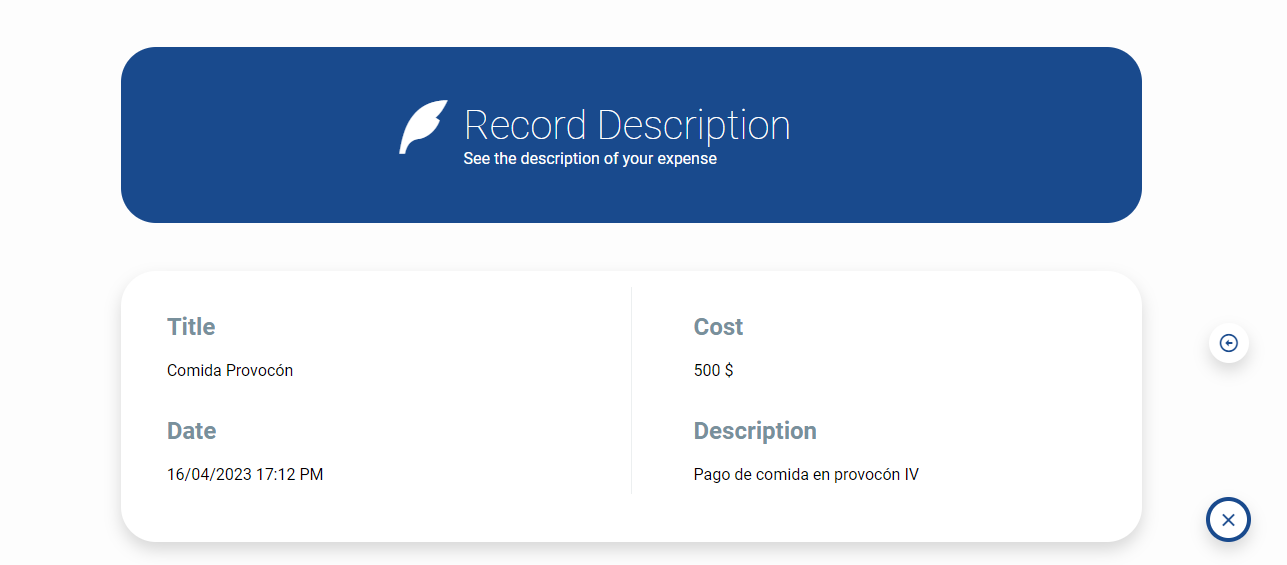 Record Description
See the description of your expense
Title
Comida Provocón
Date
16/04/2023 17:12 PM
Cost
500 $
Description
Pago de comida en provocón IV